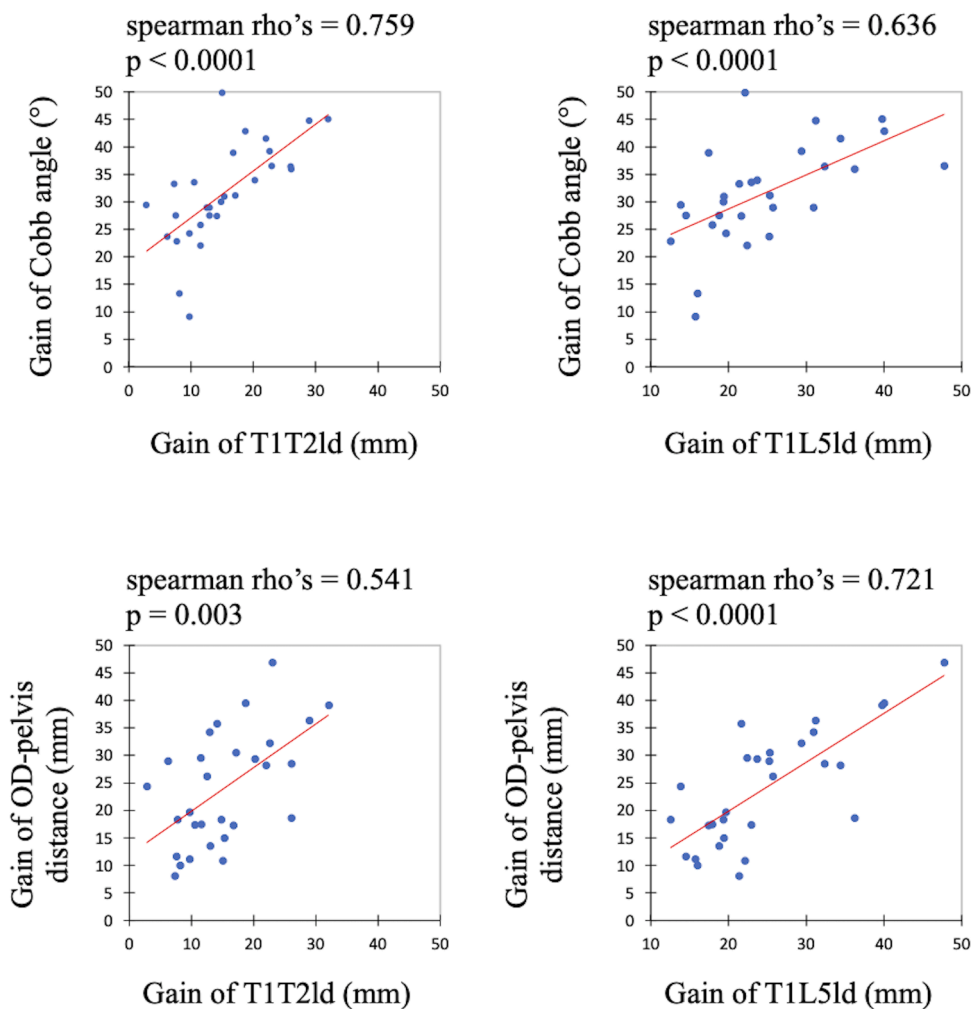 spearman rho's = 0.759
p < 0.0001
50
45
40
35
30
25
20
15
10
5
0
Gain of Cobb angle (°)
0 10 20 30 40 50
Gain of T1T2ld (mm)
spearman rho's = 0.636
p < 0.0001
50
45
40
35
30
25
20
15
10
5
0
Gain of Cobb angle (°)
10 20 30 40 50
Gain of T1L5ld (mm)
spearman rho's = 0.541
p = 0.003
50
45
40
35
30
25
20
15
10
5
0
Gain of OD-pelvis
distance (mm)
0 10 20 30 40 50
Gain of T1T2ld (mm)
spearman rho's = 0.721
p < 0.0001
50
45
40
35
30
25
20
15
10
5
0
Gain of OD-pelvis
distance (mm)
10 20 30 40 50
Gain of T1L5ld (mm)